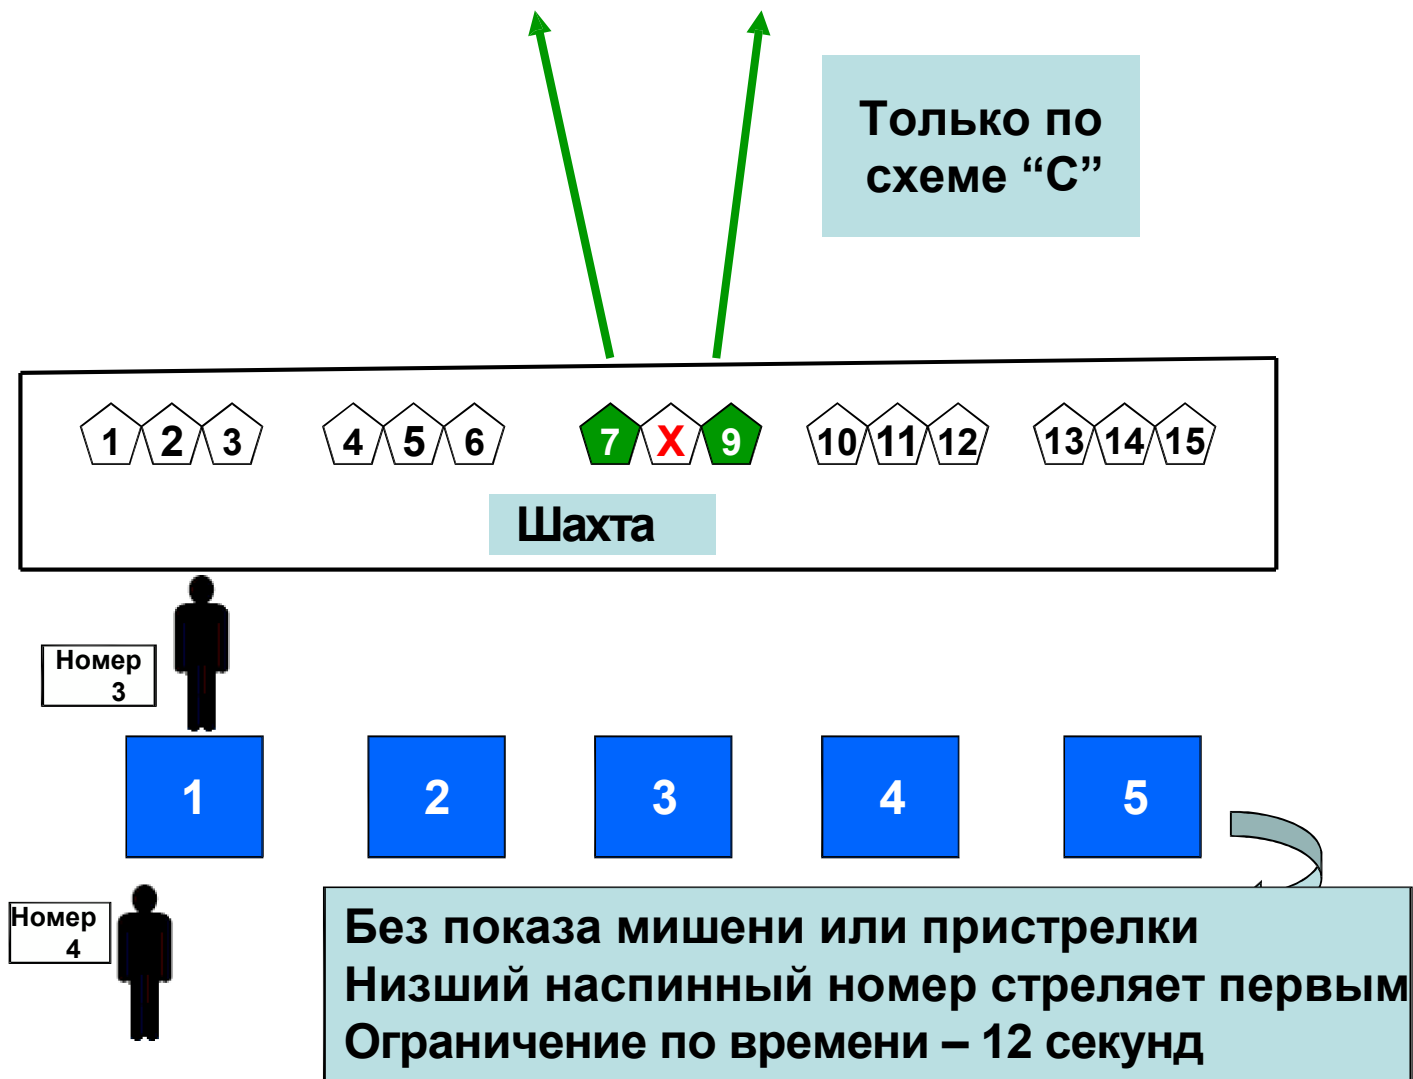 Только по
схеме “С”
1 2 3 4 5 6 7 X 9 10 11 12 13 14 15
Шахта
Номер
3
1 2 3 4 5
Номер
4
Без показа мишени или пристрелки
Низший наспинный номер стреляет первым
Ограничение по времени – 12 секунд